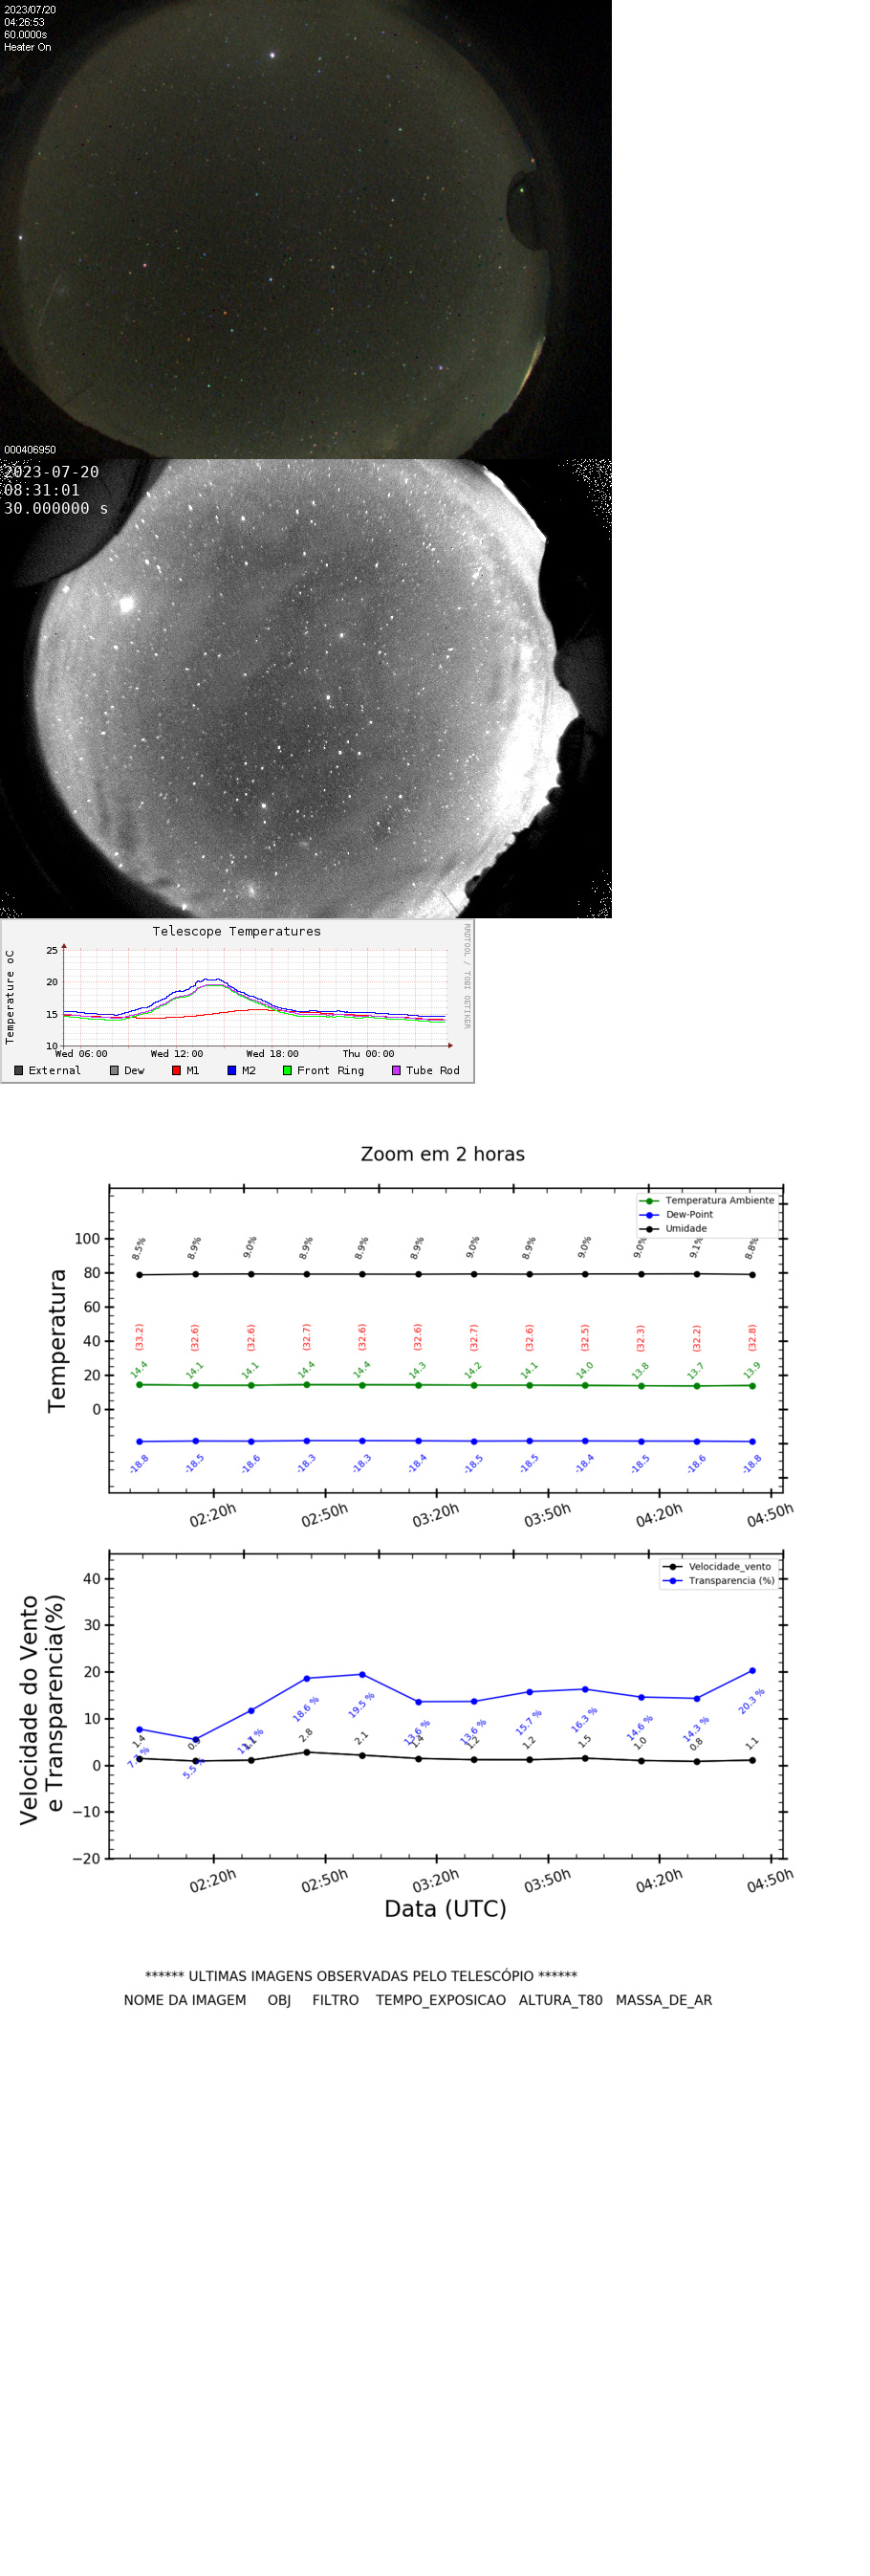 2023/07/20
04:26:53
60.0000s
Heater On
000406950
2023-07-20
08:31:01
30.000000 s
Telescope Temperatures
RRDTOOL / TOBI OETIKER
Temperature oC
25
20
15
10
Wed 06:00 Wed 12:00 Wed 18:00 Thu 00:00
External Dew M1 M2 Front Ring Tube Rod
Zoom em 2 horas
Temperatura Ambiente
Dew-Point
Umidade
Temperatura
100
80
60
40
20
0
8.5% 8.9% 9.0% 8.9% 8.9% 8.9% 9.0% 8.9% 9.0% 9.0% 9.1% 8.8%
(33.2) (32.6) (32.6) (32.7) (32.6) (32.6) (32.7) (32.6) (32.5) (32.3) (32.2) (32.8)
14.4 14.1 14.1 14.4 14.4 14.3 14.2 14.1 14.0 13.8 13.7 13.9
-18.8 -18.5 -18.6 -18.3 -18.3 -18.4 -18.5 -18.5 -18.4 -18.5 -18.6 -18.8
02:20h 02:50h 03:20h 03:50h 04:20h 04:50h
Velocidade_vento
Transparencia (%)
Velocidade do Vento
e Transparencia(%)
40
30
20
10
0
−10
−20
18.6 % 19.5 % 13.6 % 13.6 % 15.7 % 16.3 % 14.6 % 14.3 % 20.3 %
1.4 2.8 2.1 1.4 1.2 1.2 1.5 1.0 0.8 1.1
5.5 %
02:20h 02:50h 03:20h 03:50h 04:20h 04:50h
Data (UTC)
****** ULTIMAS IMAGENS OBSERVADAS PELO TELESCÓPIO ******
NOME DA IMAGEM OBJ FILTRO TEMPO_EXPOSICAO ALTURA_T80 MASSA_DE_AR